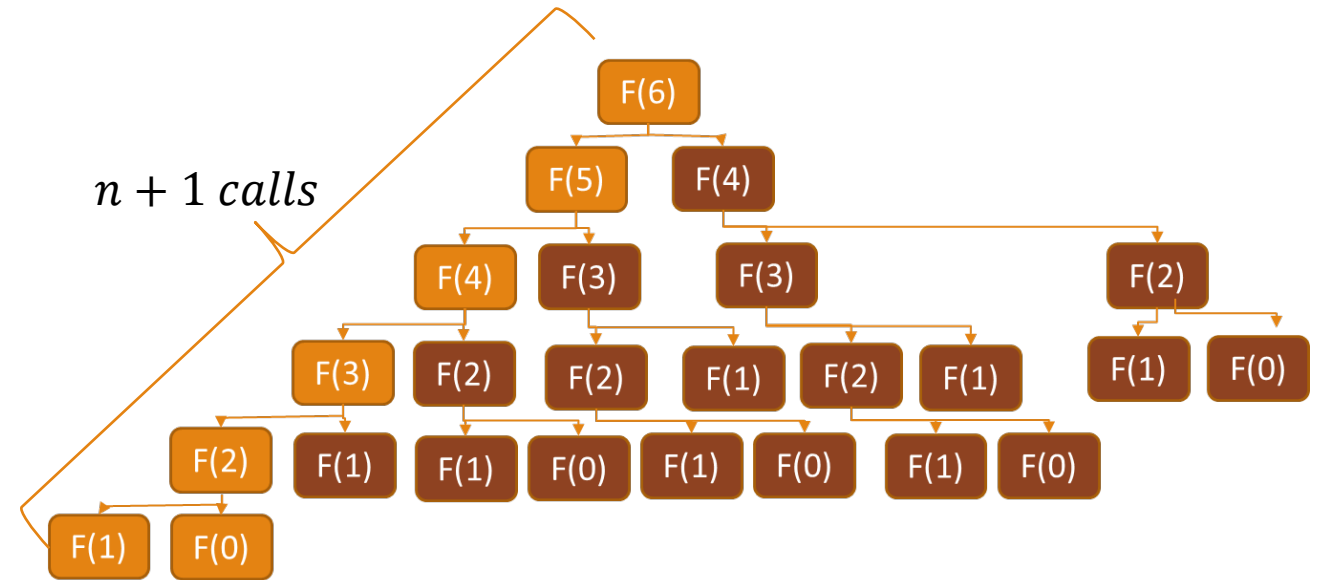 F(6)
n + 1 calls
F(5) F(4)
F(4) F(3) F(3) F(2)
F(3) F(2) F(2) F(1) F(2) F(1) F(1) F(0)
F(2) F(1) F(1) F(0) F(1) F(0) F(1) F(0)
F(1) F(0)